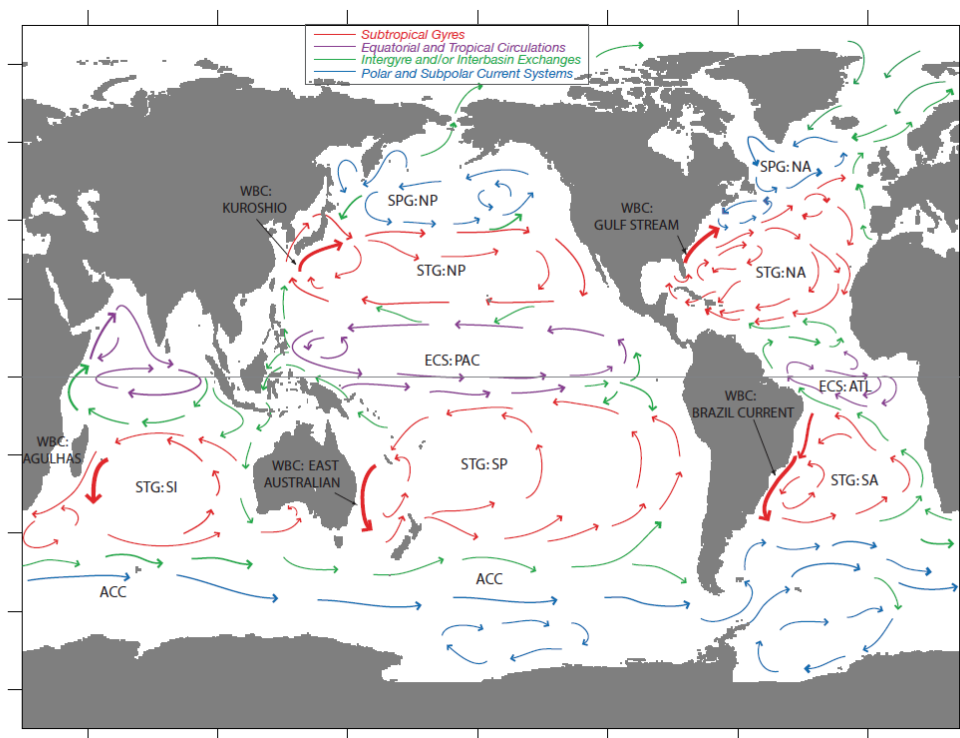 Subtropical Gyres
Equatorial and Tropical Circulations
Intergyre and/or Interbasin Exchanges
Polar and Subpolar Current Systems
SPG:NA
WBC:
KUROSHIO
SPG:NP
WBC:
GULF STREAM
STG:NP
STG:NA
ECS:PAC
ECS:ATL
WBC:
BRAZIL CURRENT
WBC:
AGULHAS
WBC: EAST
AUSTRALIAN
STG:SP
STG:SI
STG:SA
ACC
ACC